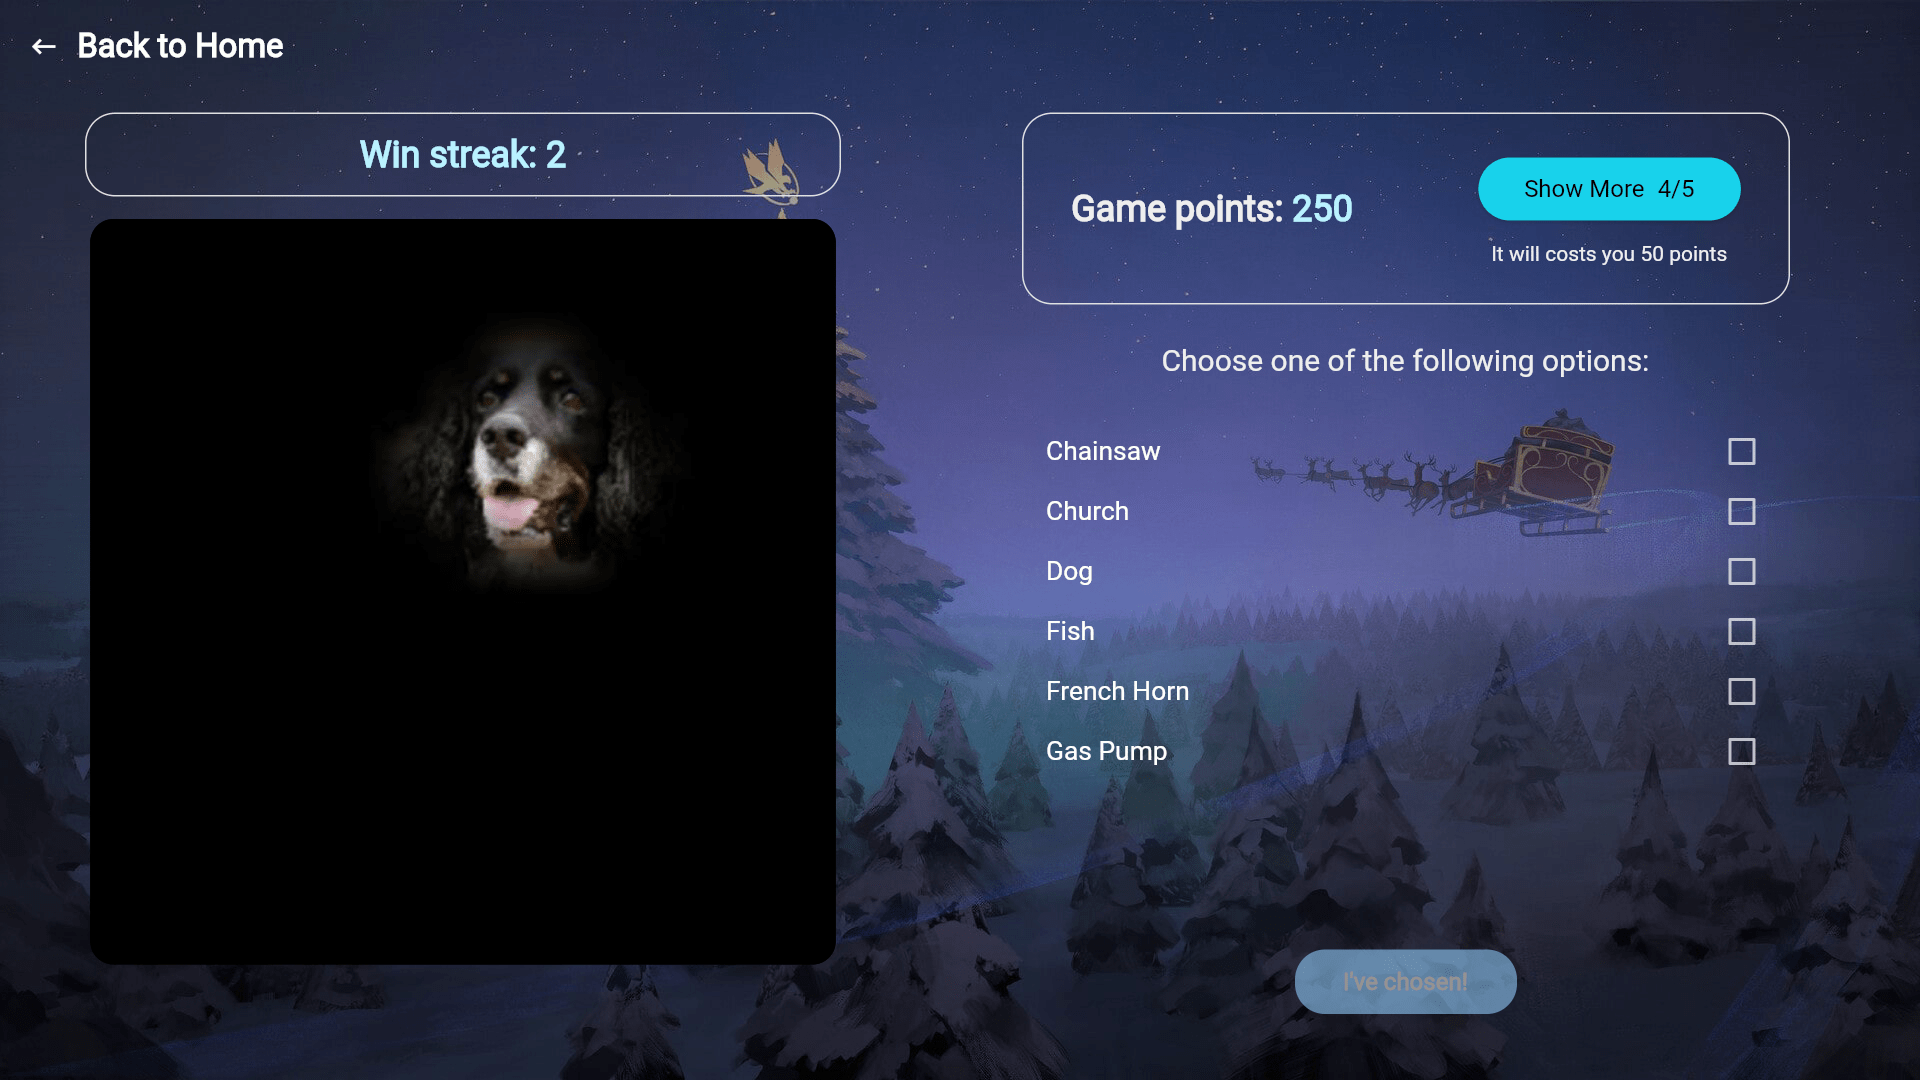 ← Back to Home
Win streak: 2
Game points: 250
Show More 4/5
It will costs you 50 points
Choose one of the following options:
Chainsaw
Church
Dog
Fish
French Horn
Gas Pump
I've chosen!